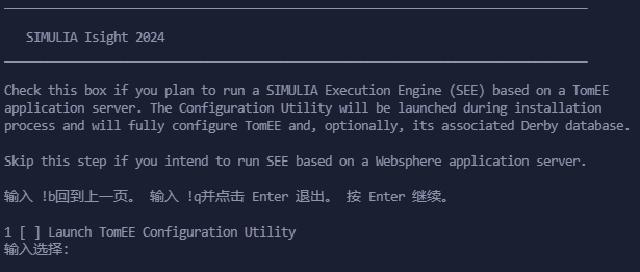 SIMULIA Isight 2024
Check this box if you plan to run a SIMULIA Execution Engine (SEE) based on a TomEE
application server. The Configuration Utility will be launched during installation
process and will fully configure TomEE and, optionally, its associated Derby database.
Skip this step if you intend to run SEE based on a Websphere application server.
输入 !b回到上一页。 输入 !q并点击 Enter 退出。 按 Enter 继续。
1 [ ] Launch TomEE Configuration Utility
输入选择: